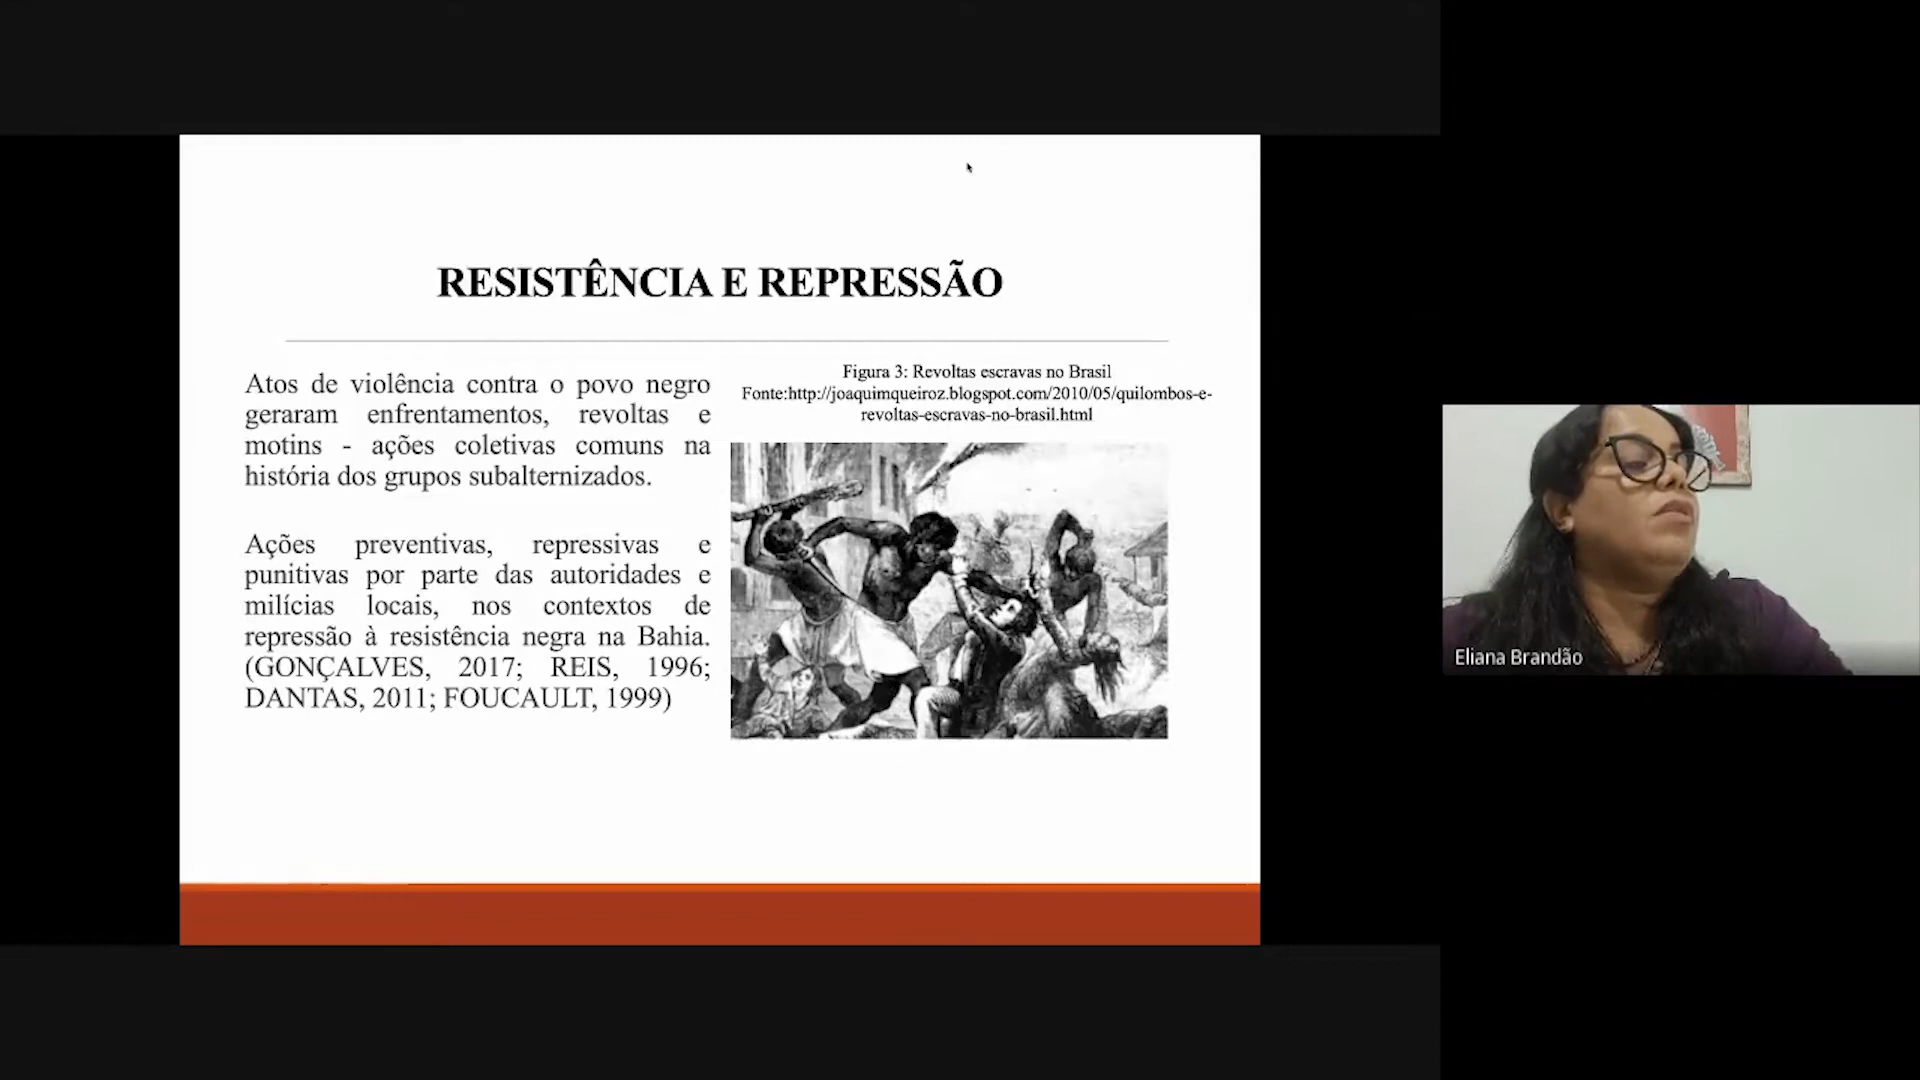 RESISTÊNCIA E REPRESSÃO
Atos de violência contra o povo negro
geraram enfrentamentos, revoltas e
motins - ações coletivas comuns na
história dos grupos subalternizados.
Ações preventivas, repressivas e
punitivas por parte das autoridades e
milícias locais, nos contextos de
repressão à resistência negra na Bahia.
(GONÇALVES, 2017; REIS, 1996;
DANTAS, 2011; FOUCAULT, 1999)
Figura 3: Revoltas escravas no Brasil
Fonte:http://joaquimqueiroz.blogspot.com/2010/05/quilombos-e-
revoltas-escravas-no-brasil.html
Eliana Brandão